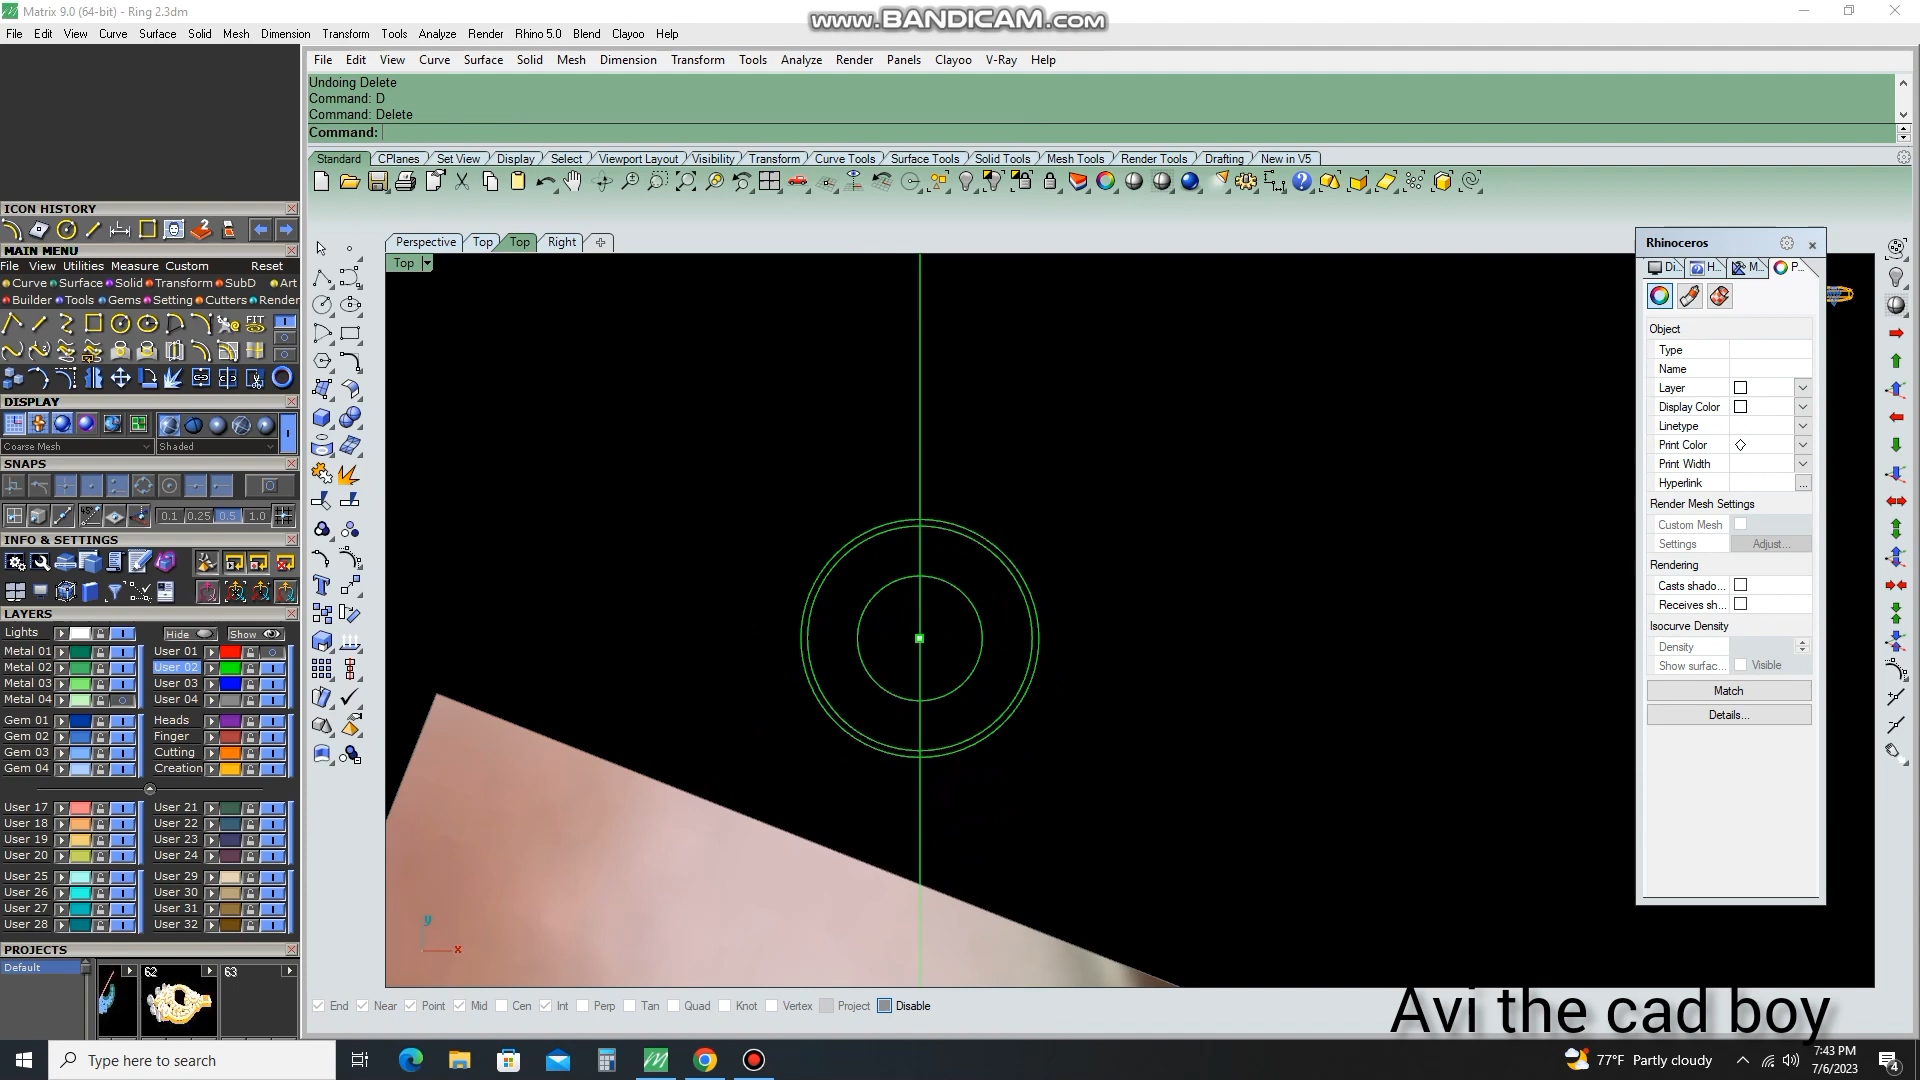 Matrix 9.0 (64-bit) - Ring 2.3dm
www.BANDICAM.com
File Edit View Curve Surface Solid Mesh Dimension Transform Tools Analyze Render Rhino 5.0 Blend Clayoo Help
File Edit View Curve Surface Solid Mesh Dimension Transform Tools Analyze Render Panels Clayoo V-Ray Help
Undoing Delete
Command: D
Command: Delete
Command:
Standard CPlanes Set View Display Select Viewport Layout Visibility Transform Curve Tools Surface Tools Solid Tools Mesh Tools Render Tools Drafting New in V5
ICON HISTORY
MAIN MENU
File View Utilities Measure Custom Reset
Curve Surface Solid Transform SubD Art
Builder Tools Gems Setting Cutters Render
FIT
DISPLAY
Coarse Mesh Shaded
SNAPS
0.1 0.25 0.5 1.0
INFO & SETTINGS
LAYERS
Lights Hide Show
Metal 01 User 01
Metal 02 User 02
Metal 03 User 03
Metal 04 User 04
Gem 01 Heads
Gem 02 Finger
Gem 03 Cutting
Gem 04 Creation
User 17 User 21
User 18 User 22
User 19 User 23
User 20 User 24
User 25 User 29
User 26 User 30
User 27 User 31
User 28 User 32
PROJECTS
Default 62 63
Perspective Top Top Right
Top
y
x
Rhinoceros
Di... H... M... P...
Object
Type
Name
Layer
Display Color
Linetype
Print Color
Print Width
Hyperlink ...
Render Mesh Settings
Custom Mesh
Settings Adjust...
Rendering
Casts shado...
Receives sh...
Isocurve Density
Density
Show surfac... Visible
Match
Details...
End Near Point Mid Cen Int Perp Tan Quad Knot Vertex Project Disable
Avi the cad boy
Type here to search
77°F Partly cloudy
7:43 PM
7/6/2023
4